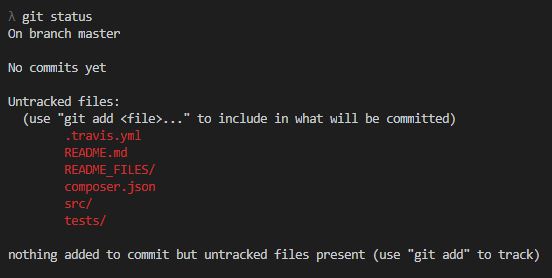 λ git status
On branch master
No commits yet
Untracked files:
(use "git add <file>..." to include in what will be committed)
.travis.yml
README.md
README_FILES/
composer.json
src/
tests/
nothing added to commit but untracked files present (use "git add" to track)